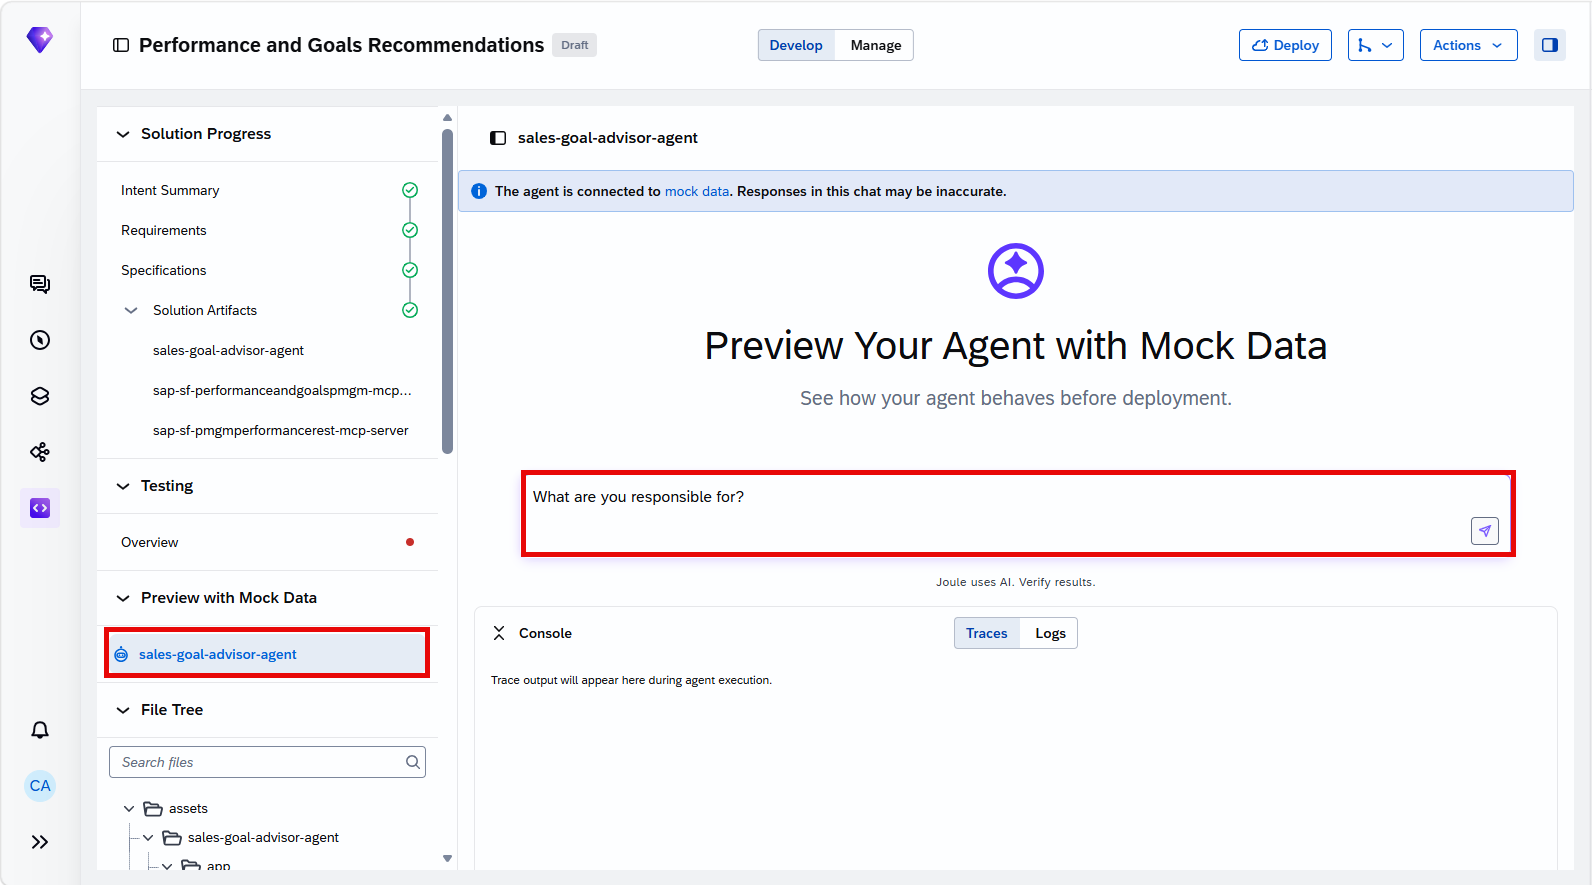 Performance and Goals Recommendations
Draft
Develop
Manage
Deploy
Actions
Solution Progress
Intent Summary
Requirements
Specifications
Solution Artifacts
sales-goal-advisor-agent
sap-sf-performanceandgoalspmgm-mcp...
sap-sf-pmgmperformancerest-mcp-server
Testing
Overview
Preview with Mock Data
sales-goal-advisor-agent
File Tree
Search files
assets
sales-goal-advisor-agent
app
CA
sales-goal-advisor-agent
The agent is connected to mock data. Responses in this chat may be inaccurate.
Preview Your Agent with Mock Data
See how your agent behaves before deployment.
What are you responsible for?
Joule uses AI. Verify results.
Console
Traces
Logs
Trace output will appear here during agent execution.